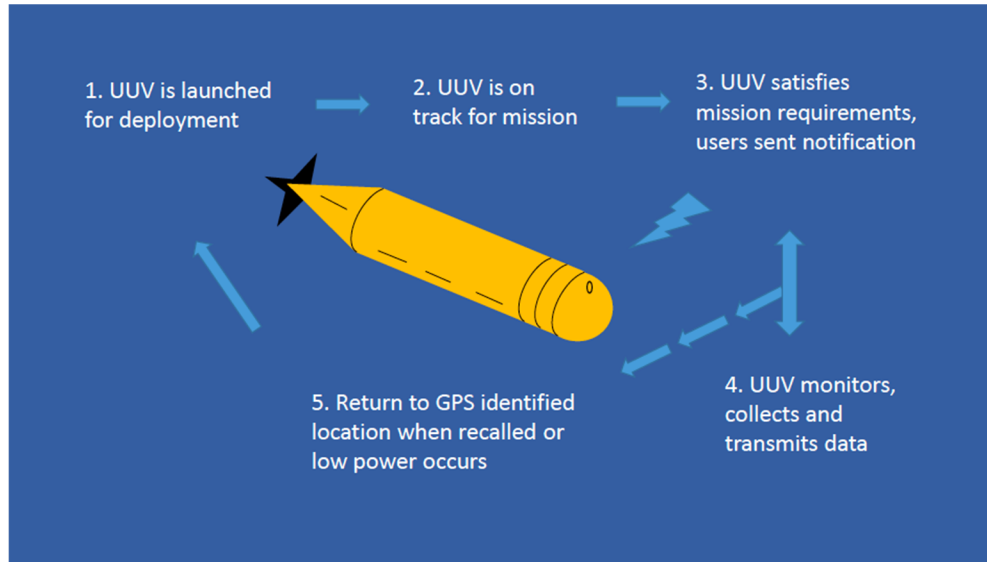 1. UUV is launched
for deployment
2. UUV is on
track for mission
3. UUV satisfies
mission requirements,
users sent notification
4. UUV monitors,
collects and
transmits data
5. Return to GPS identified
location when recalled or
low power occurs